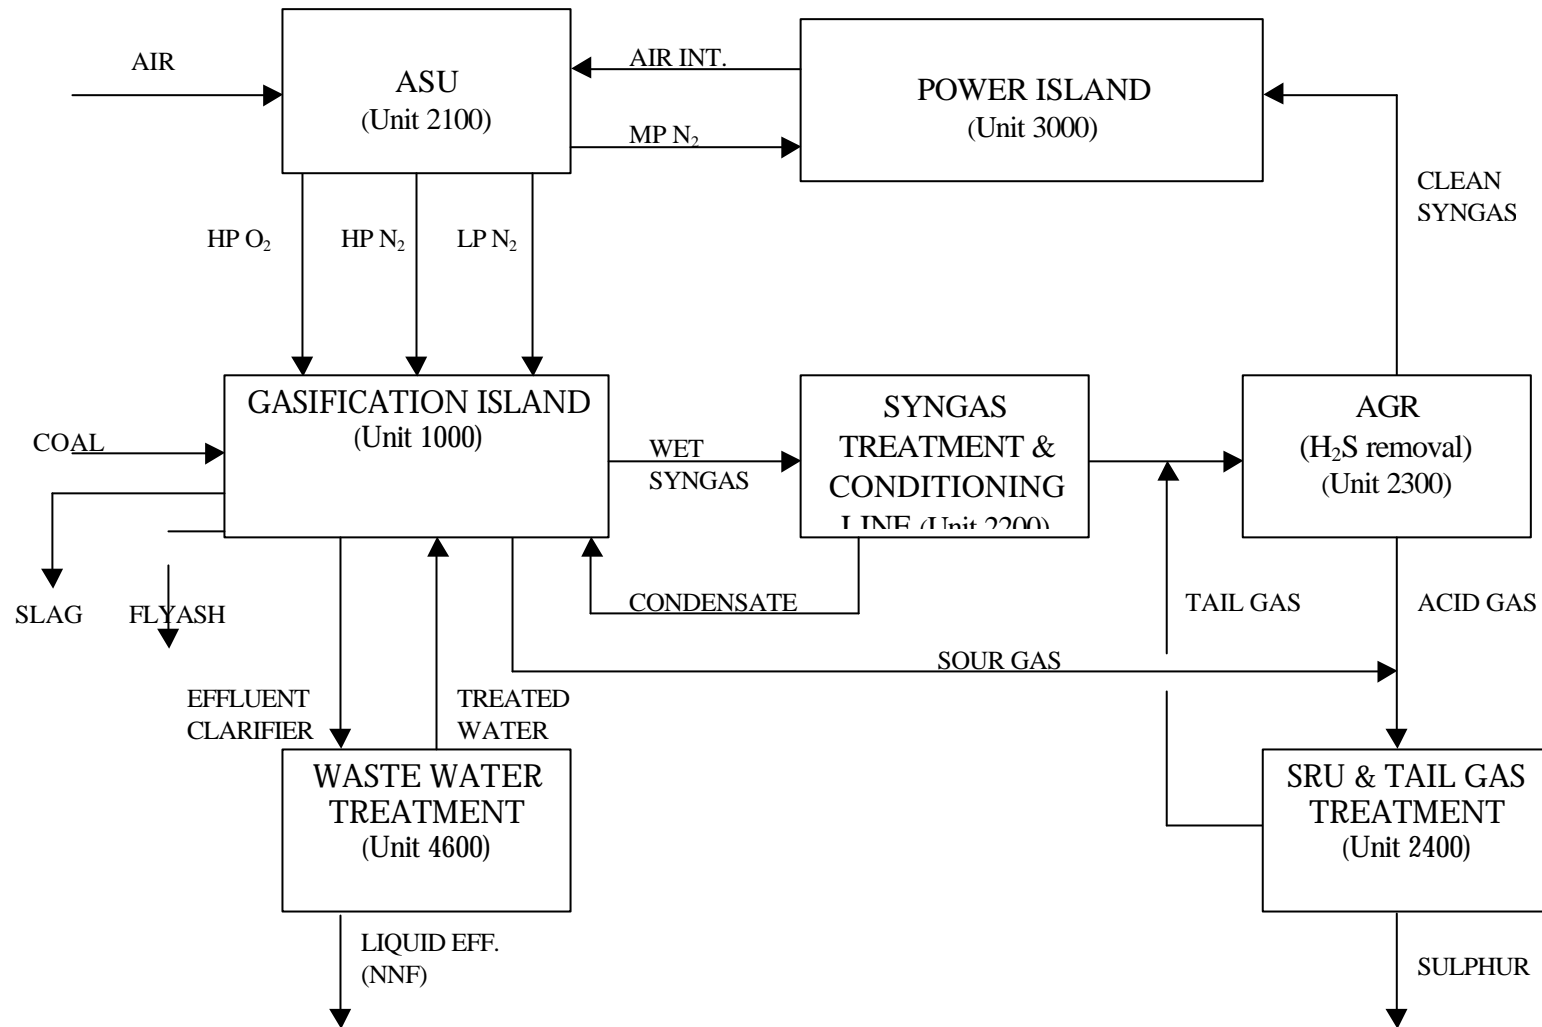 AIR
ASU
(Unit 2100)
AIR INT.
MP N₂
POWER ISLAND
(Unit 3000)
CLEAN
SYNGAS
HP O₂
HP N₂
LP N₂
GASIFICATION ISLAND
(Unit 1000)
COAL
WET
SYNGAS
SYNGAS
TREATMENT &
CONDITIONING
LINE (Unit 2200)
AGR
(H₂S removal)
(Unit 2300)
SLAG
FLYASH
CONDENSATE
TAIL GAS
ACID GAS
SOUR GAS
EFFLUENT
CLARIFIER
TREATED
WATER
WASTE WATER
TREATMENT
(Unit 4600)
SRU & TAIL GAS
TREATMENT
(Unit 2400)
LIQUID EFF.
(NNF)
SULPHUR